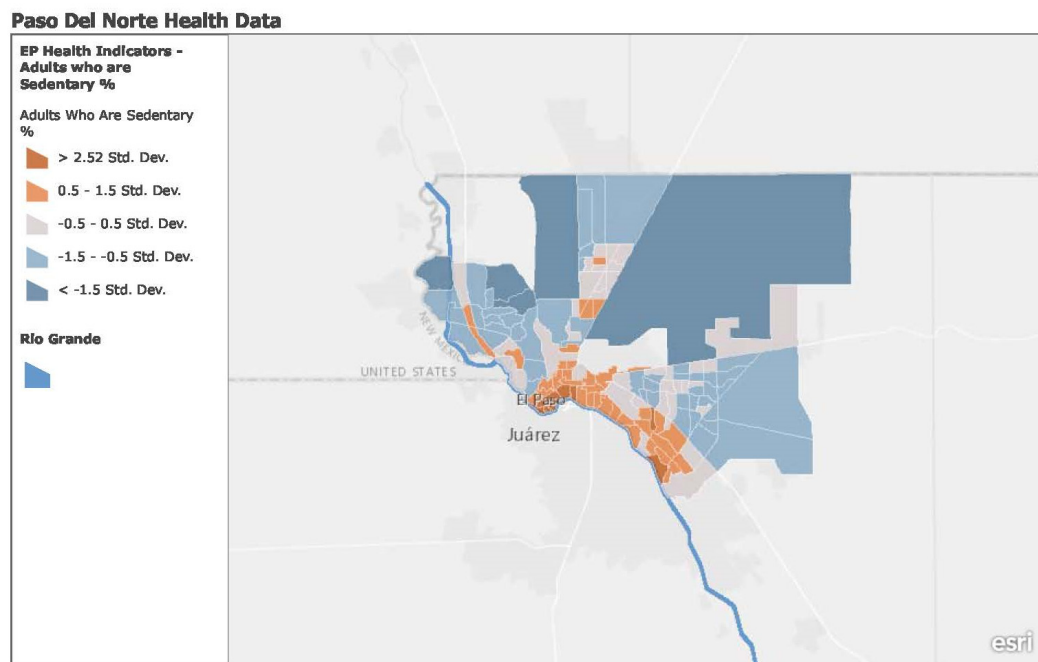 Paso Del Norte Health Data
EP Health Indicators -
Adults who are
Sedentary %
Adults Who Are Sedentary
%
> 2.52 Std. Dev.
0.5 - 1.5 Std. Dev.
-0.5 - 0.5 Std. Dev.
-1.5 - -0.5 Std. Dev.
< -1.5 Std. Dev.
Rio Grande
NEW MEXIC
UNITED STATES
El Paso
Juárez
esri